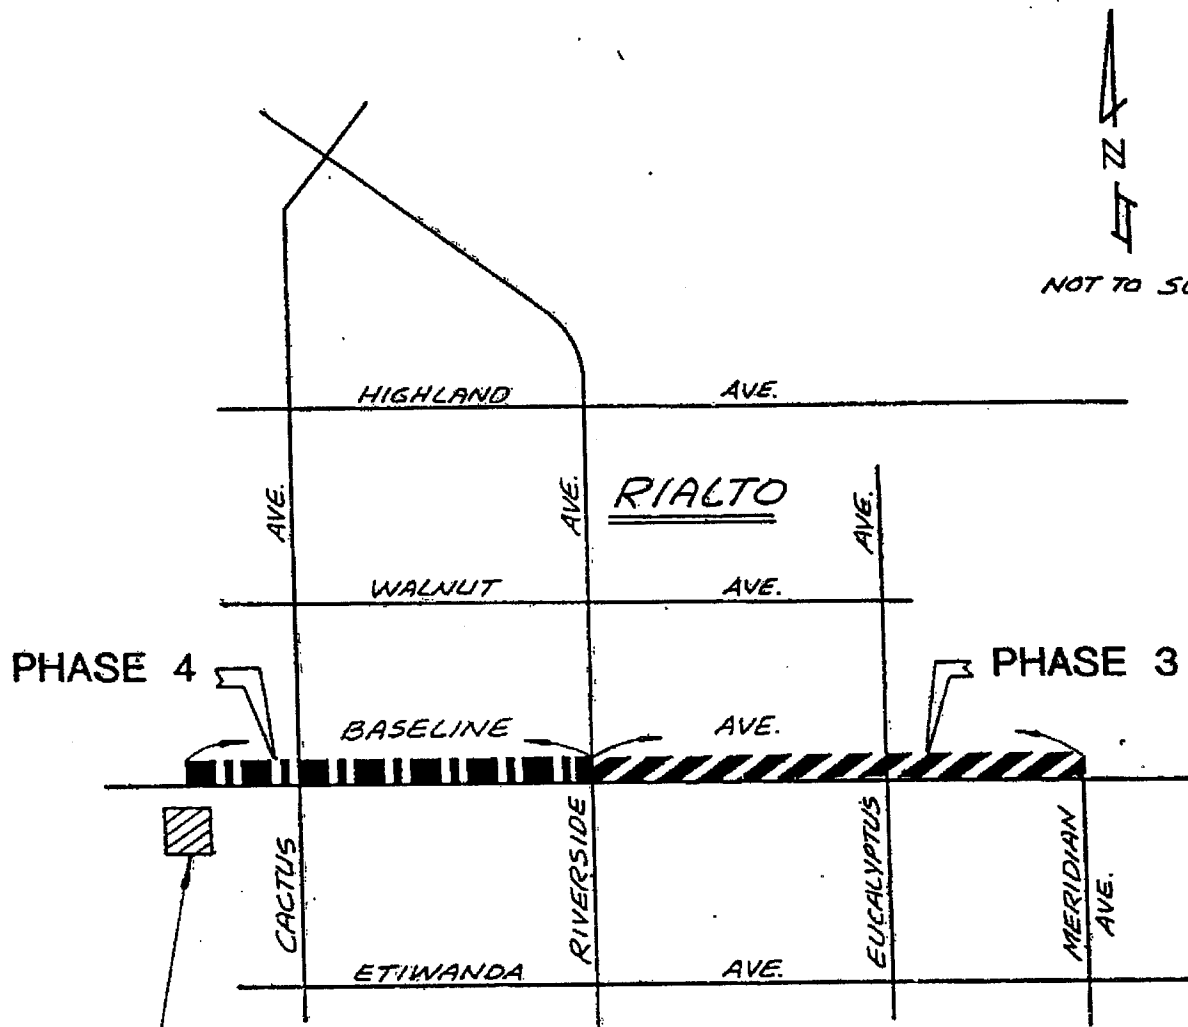 N
NOT TO SC
HIGHLAND AVE.
AVE.
AVE.
RIALTO
AVE.
WALNUT AVE.
PHASE 4
PHASE 3
BASELINE AVE.
CACTUS
RIVERSIDE
EUCALYPTUS
MERIDIAN
AVE.
ETIWANDA AVE.